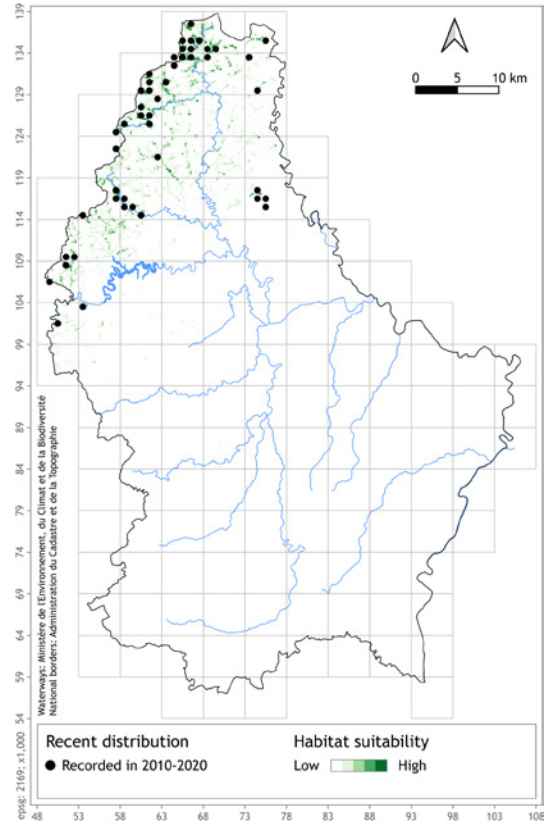 139
134
129
124
119
114
109
104
99
94
89
84
79
74
69
64
59
54
0 5 10 km
Waterways: Ministère de l'Environnement, du Climat et de la Biodiversité
National borders: Administration du Cadastre et de la Topographie
epsg: 2169; x1,000
Recent distribution
Recorded in 2010-2020
Habitat suitability
Low High
48 53 58 63 68 73 78 83 88 93 98 103 108